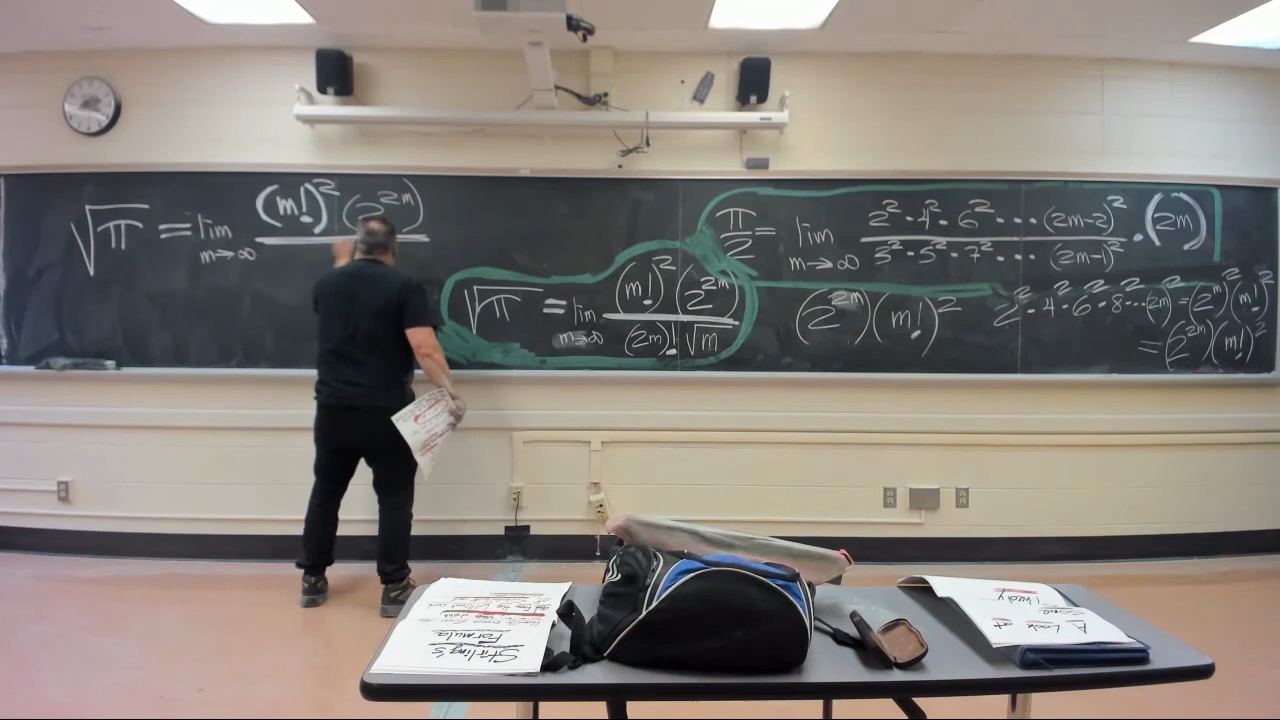 √π = lim m→∞ (m!)² (2^2m)
π/2 = lim m→∞ 2²·4²·6²····(2m-2)² / 3²·5²·7²····(2m-1)² · (2m)
√π = lim m→∞ (m!)² (2^2m) / (2m)! √m
(2^2m)(m!)²
2²·4²·6²·8²···(2m)² = (2^m)²(m!)²
= (2^2m)(m!)²
Stirling's
Formula
A Look at
Some